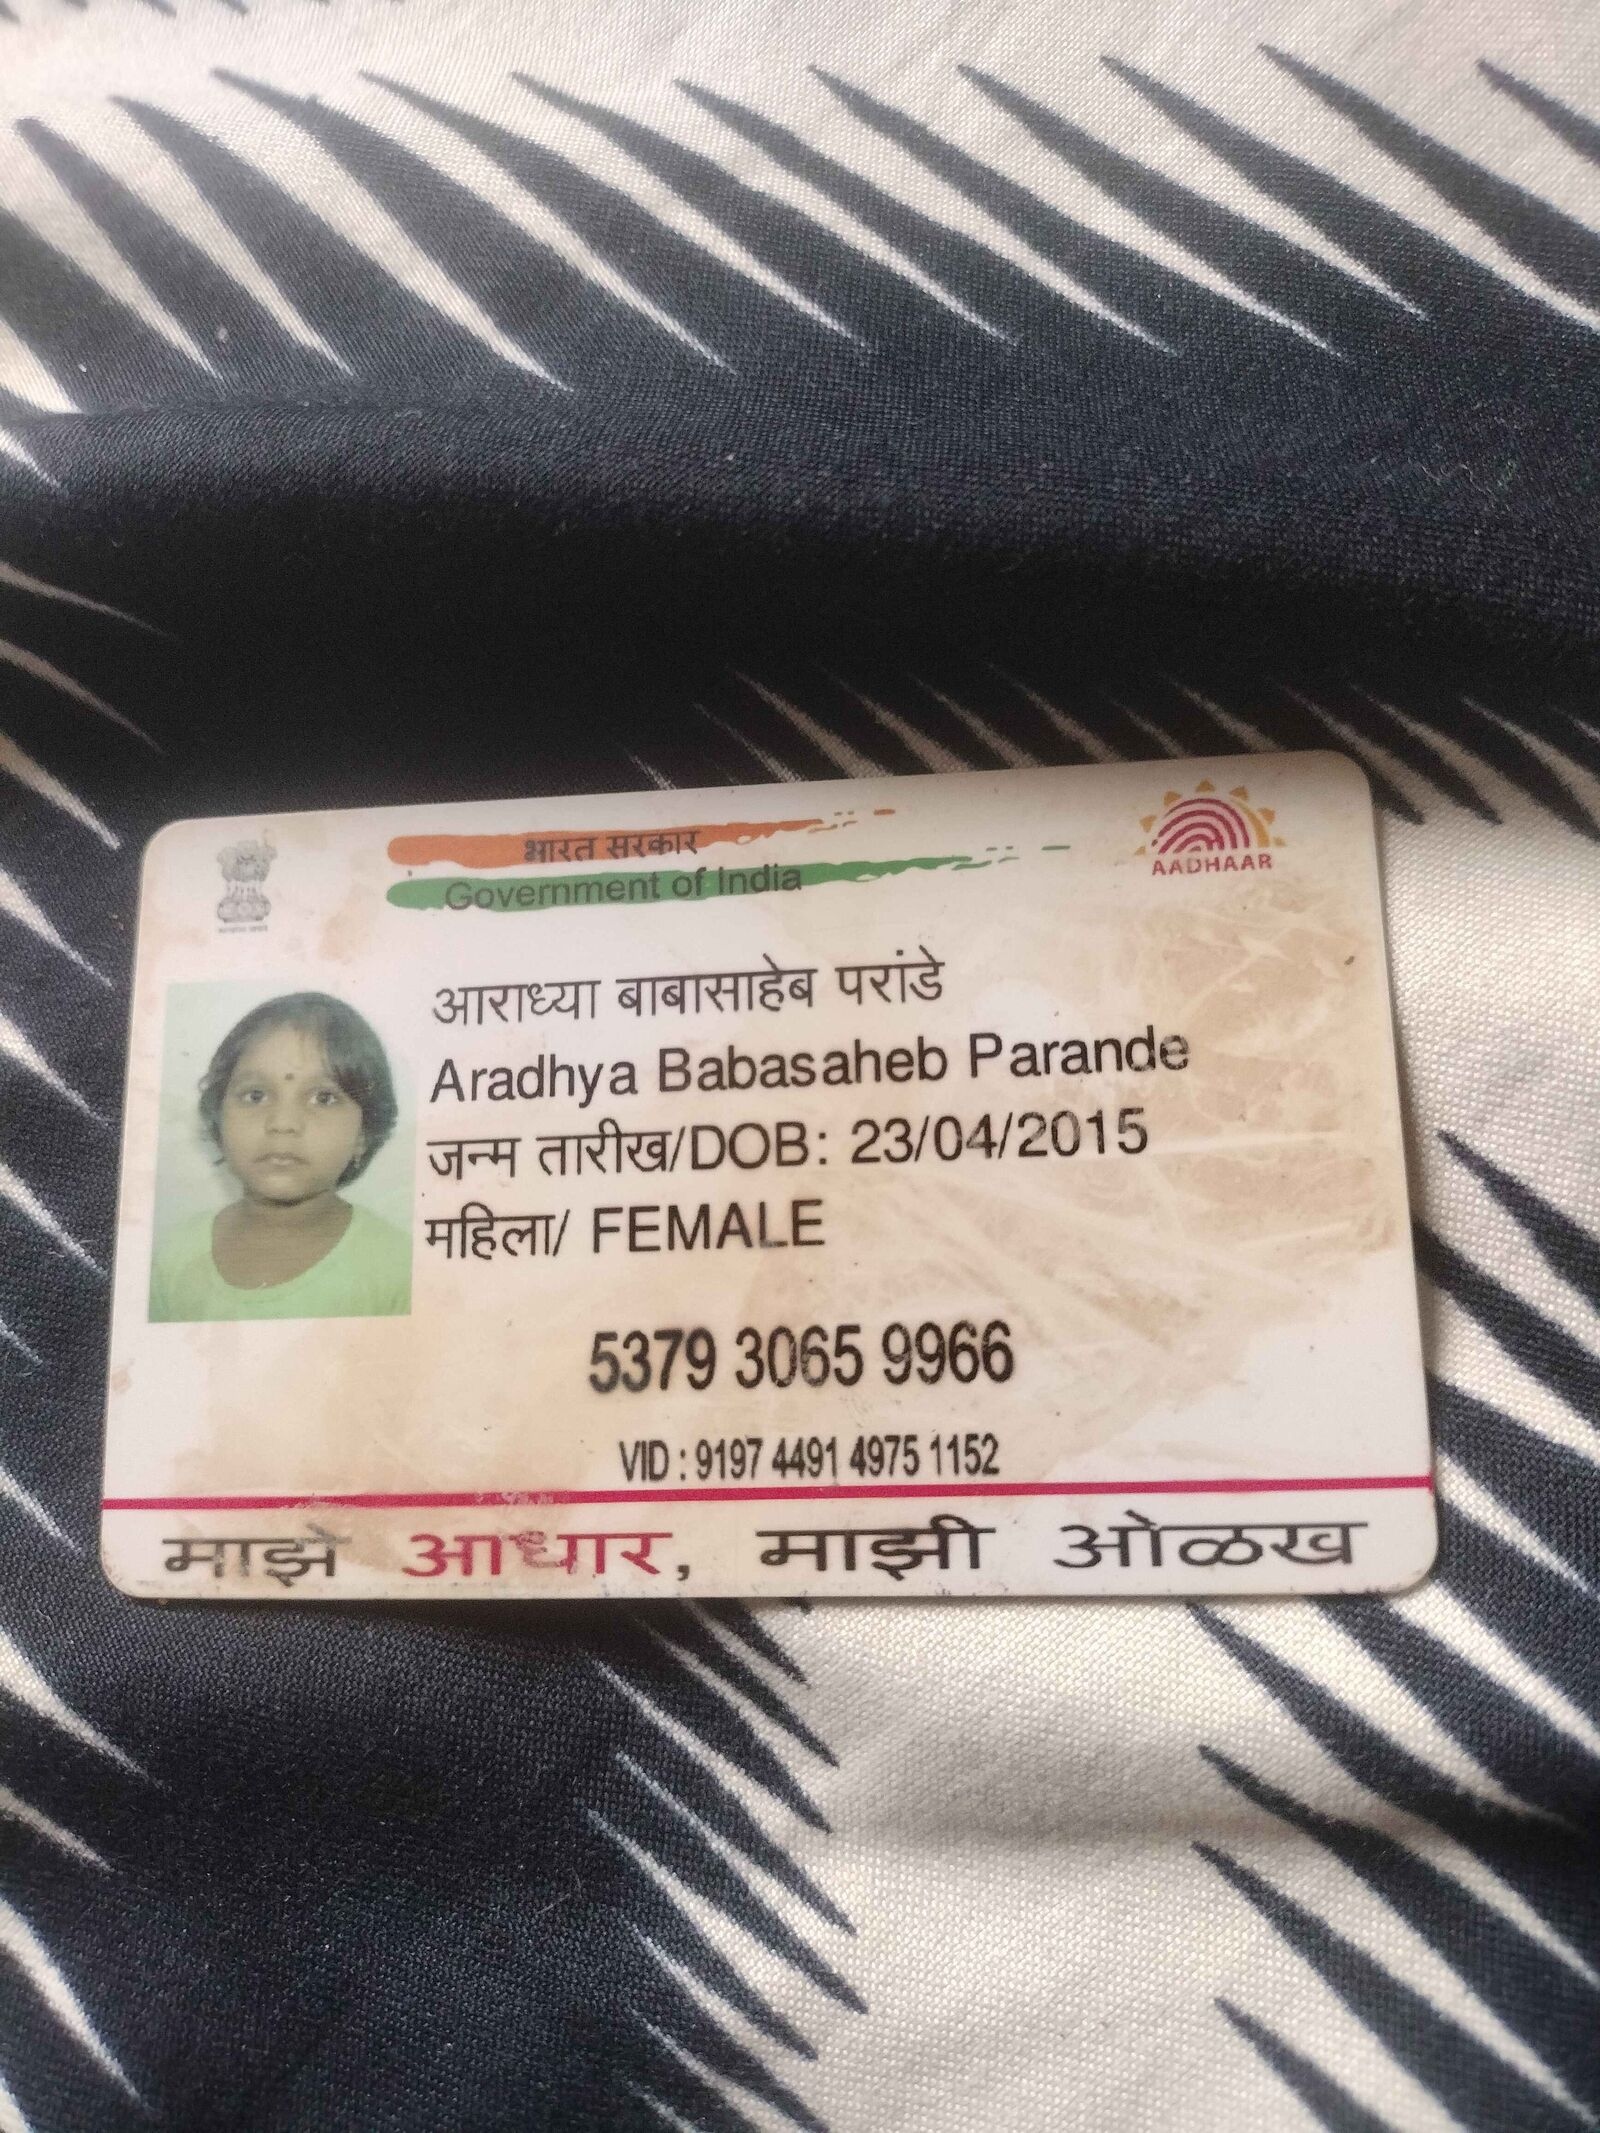 भारत सरकार
Government of India
AADHAAR
आराध्या बाबासाहेब परांडे
Aradhya Babasaheb Parande
जन्म तारीख/DOB: 23/04/2015
महिला/ FEMALE
5379 3065 9966
VID : 9197 4491 4975 1152
माझे आधार, माझी ओळख